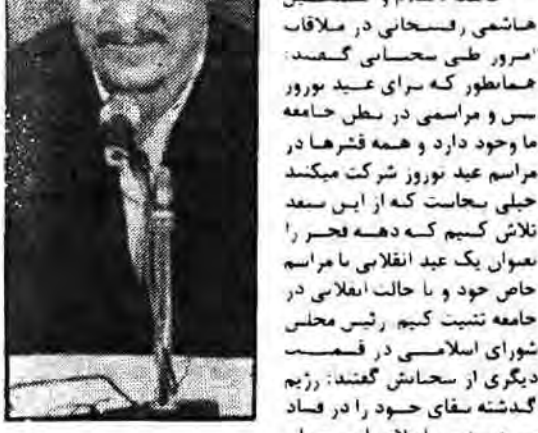 هاشمی رفسنجانی در ملاقات
امروز طی سخنانی گفتند:
همانطور که برای عید نوروز
سنن و مراسمی در بطن جامعه
ما وجود دارد و همه قشرها در
مراسم عید نوروز شرکت میکنند
خیلی بجاست که از این ببعد
تلاش کنیم که دهه فجر را
بعنوان یک عید انقلابی با مراسم
خاص خود و با حالت انقلابی در
جامعه تثبیت کنیم. رئیس مجلس
شورای اسلامی در قسمت
دیگری از سخنانش گفتند: رژیم
گذشته بقای خود را در فساد